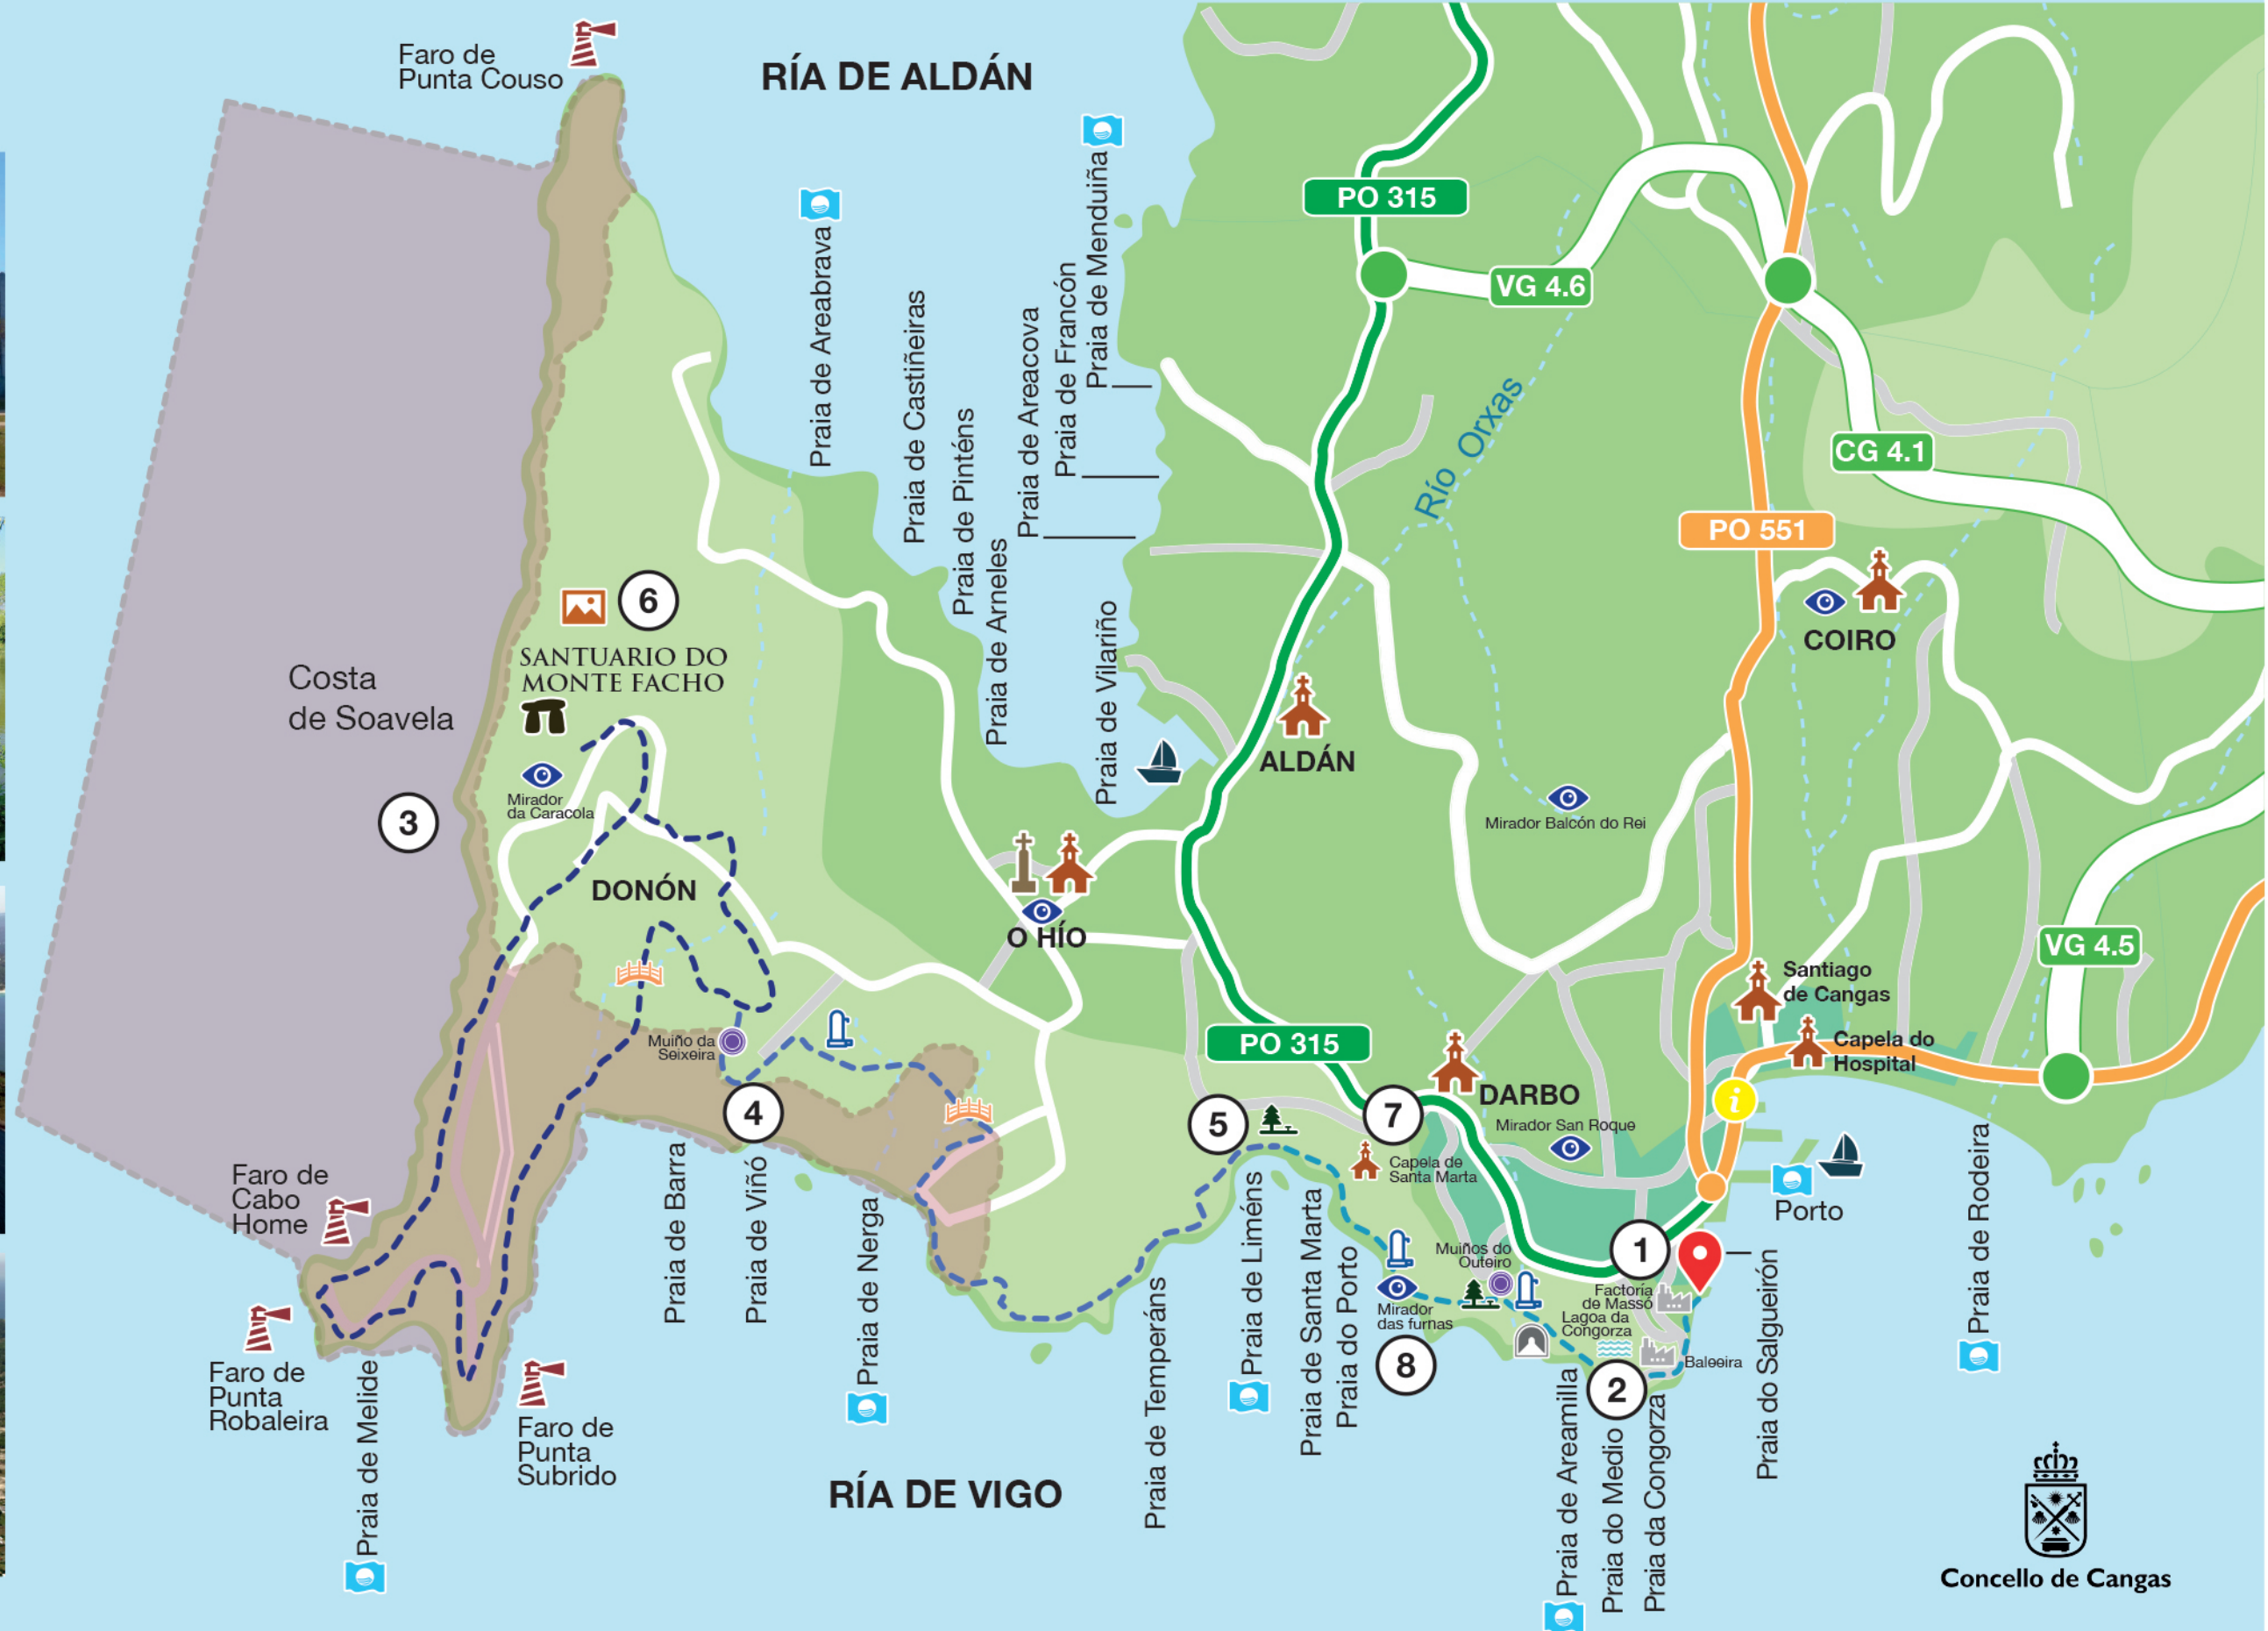 Faro de
Punta Couso
RÍA DE ALDÁN
Praia de Areabrava
Praia de Castiñeiras
Praia de Pinténs
Praia de Arneles
Praia de Areacova
Praia de Francón
Praia de Menduiña
Praia de Vilariño
PO 315
VG 4.6
CG 4.1
PO 551
Río Orxas
COIRO
6
SANTUARIO DO
MONTE FACHO
Costa
de Soavela
3
Mirador
da Caracola
DONÓN
O HÍO
ALDÁN
Mirador Balcón do Rei
VG 4.5
Santiago
de Cangas
Capela do
Hospital
PO 315
Muiño da
Seixeira
4
5
7
DARBO
Mirador San Roque
i
Capela de
Santa Marta
Faro de
Cabo
Home
Faro de
Punta
Robaleira
Faro de
Punta
Subrido
Praia de Melide
Praia de Barra
Praia de Viñó
Praia de Nerga
RÍA DE VIGO
Praia de Temperáns
Praia de Liméns
Praia de Santa Marta
Praia do Porto
Mirador
das furnas
8
Muiños do
Outeiro
1
Factoría
de Massó
Lagoa da
Congorza
Baleeira
2
Praia de Areamilla
Praia do Medio
Praia da Congorza
Praia do Salgueirón
Porto
Praia de Rodeira
Concello de Cangas